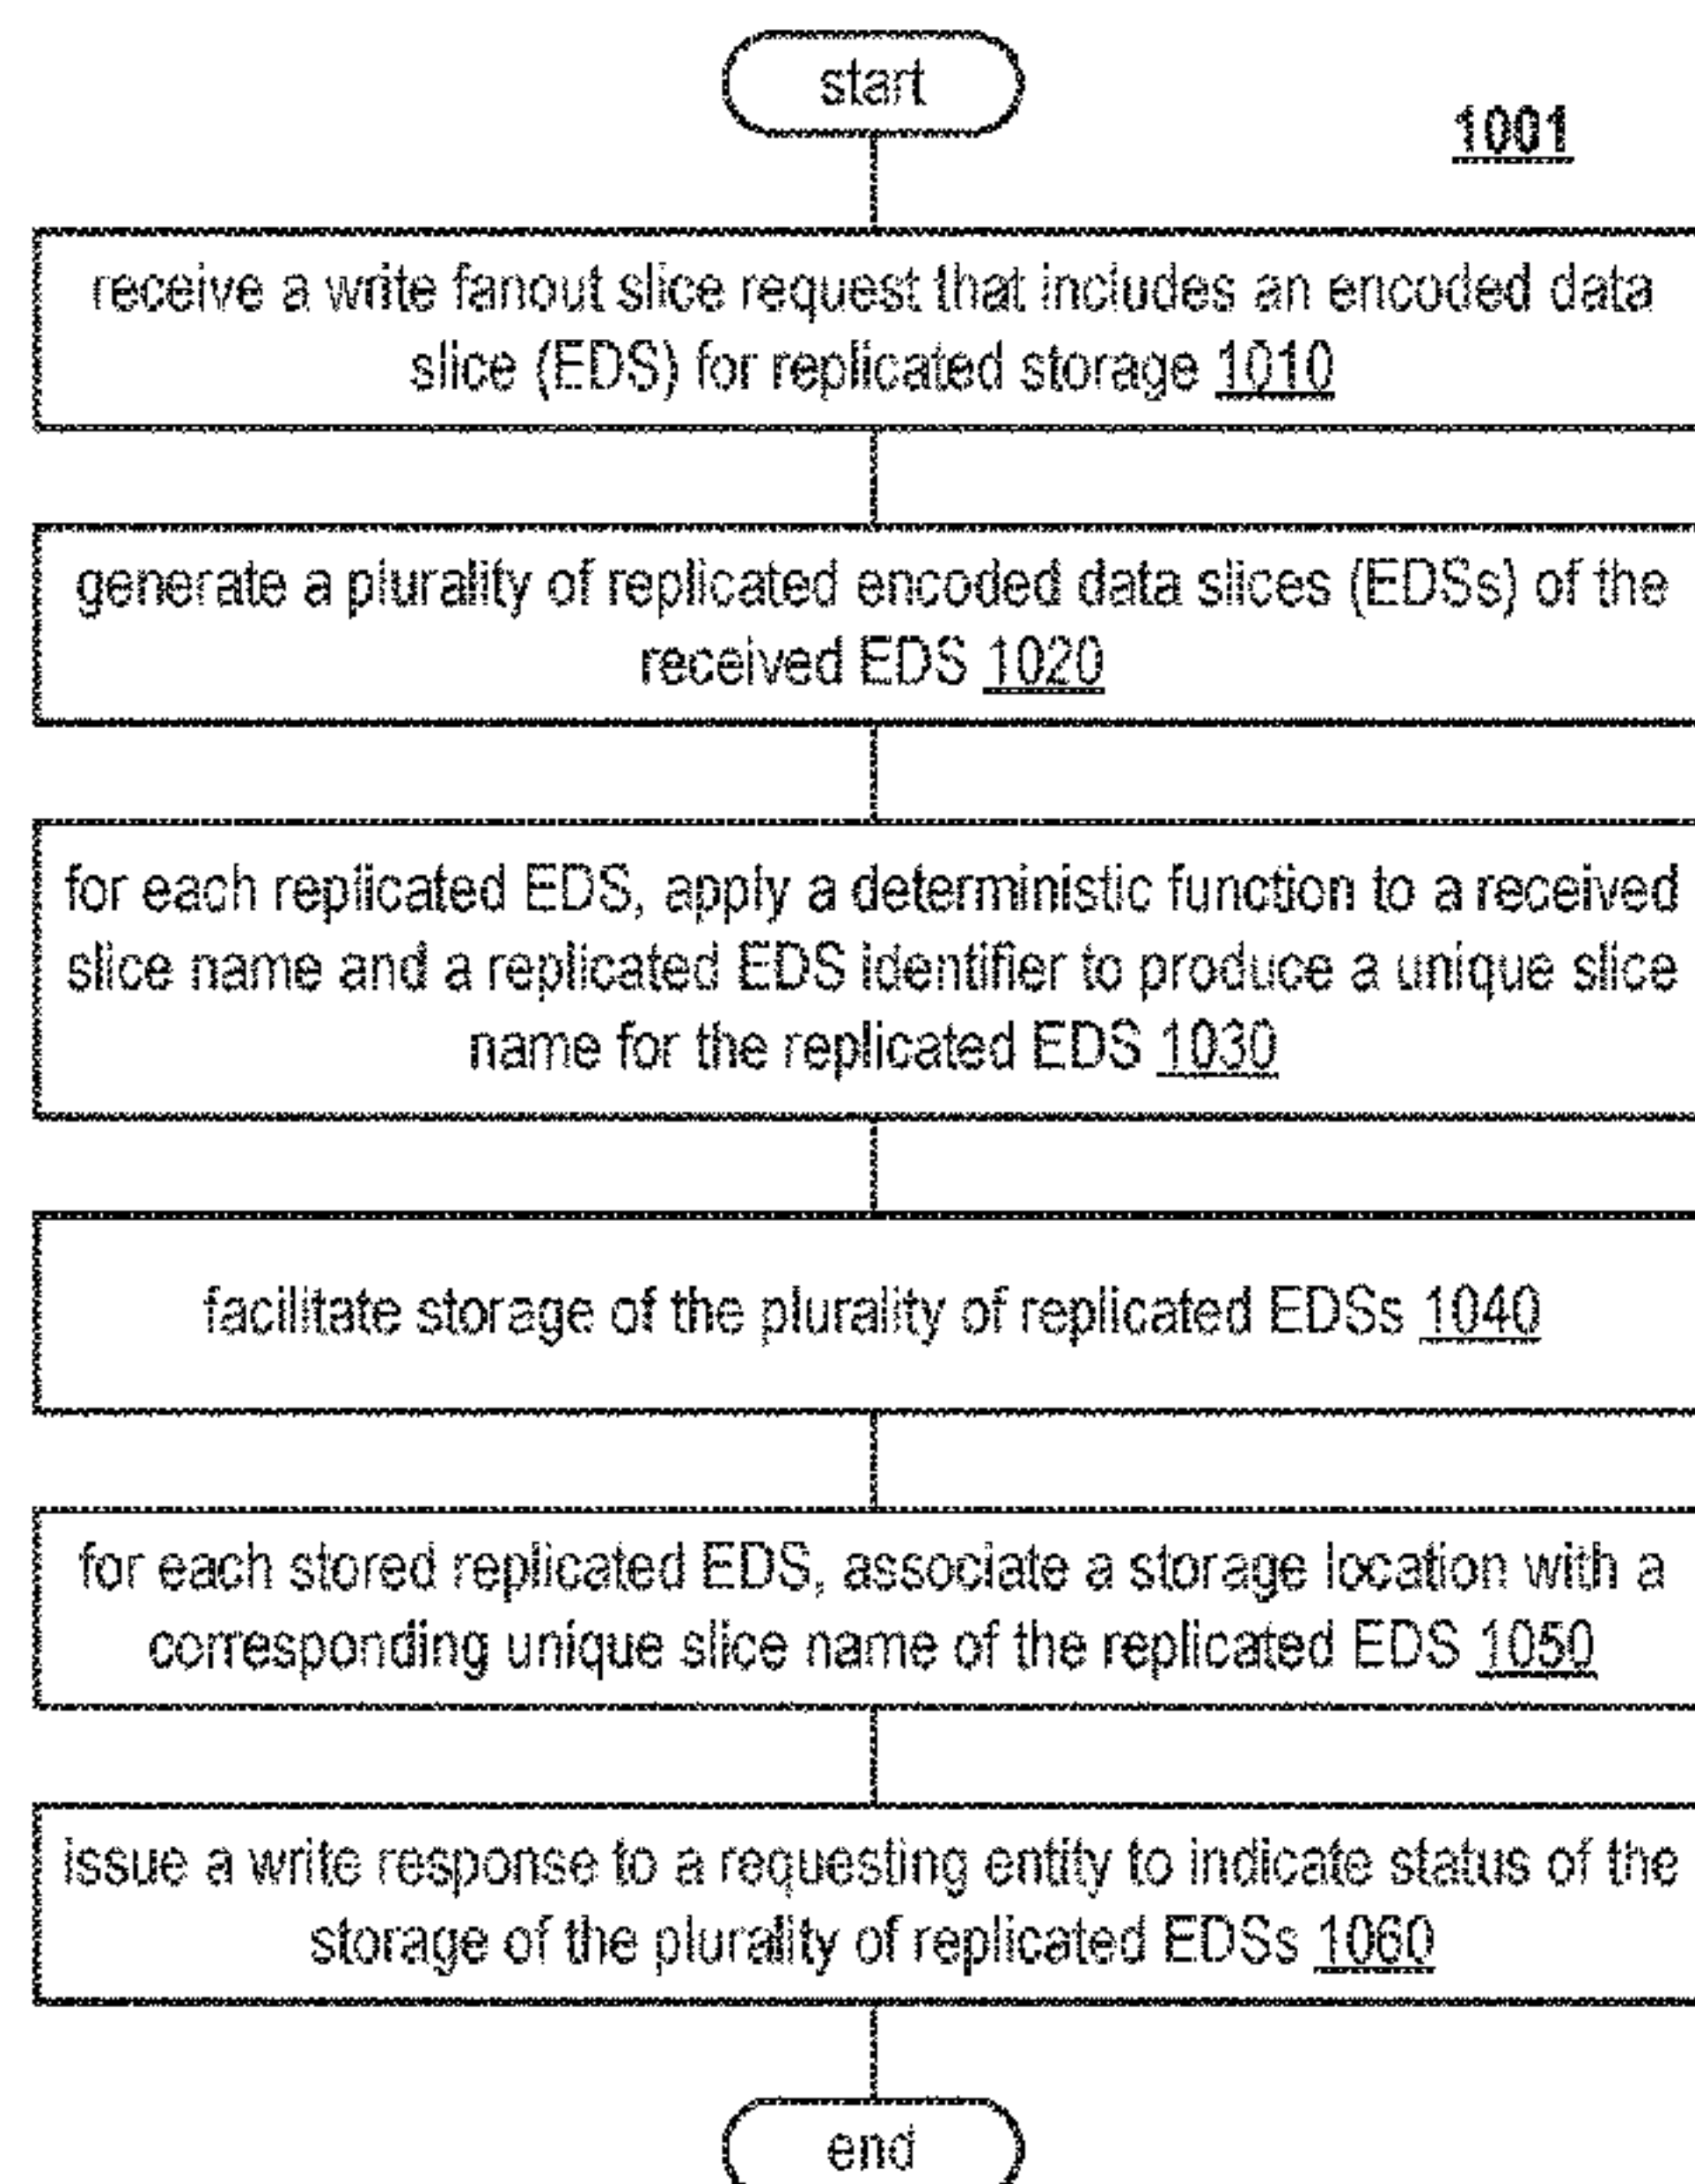 start
1001
receive a write fanout slice request that includes an encoded data
slice (EDS) for replicated storage 1010
generate a plurality of replicated encoded data slices (EDSs) of the
received EDS 1020
for each replicated EDS, apply a deterministic function to a received
slice name and a replicated EDS identifier to produce a unique slice
name for the replicated EDS 1030
facilitate storage of the plurality of replicated EDSs 1040
for each stored replicated EDS, associate a storage location with a
corresponding unique slice name of the replicated EDS 1050
issue a write response to a requesting entity to indicate status of the
storage of the plurality of replicated EDSs 1060
end